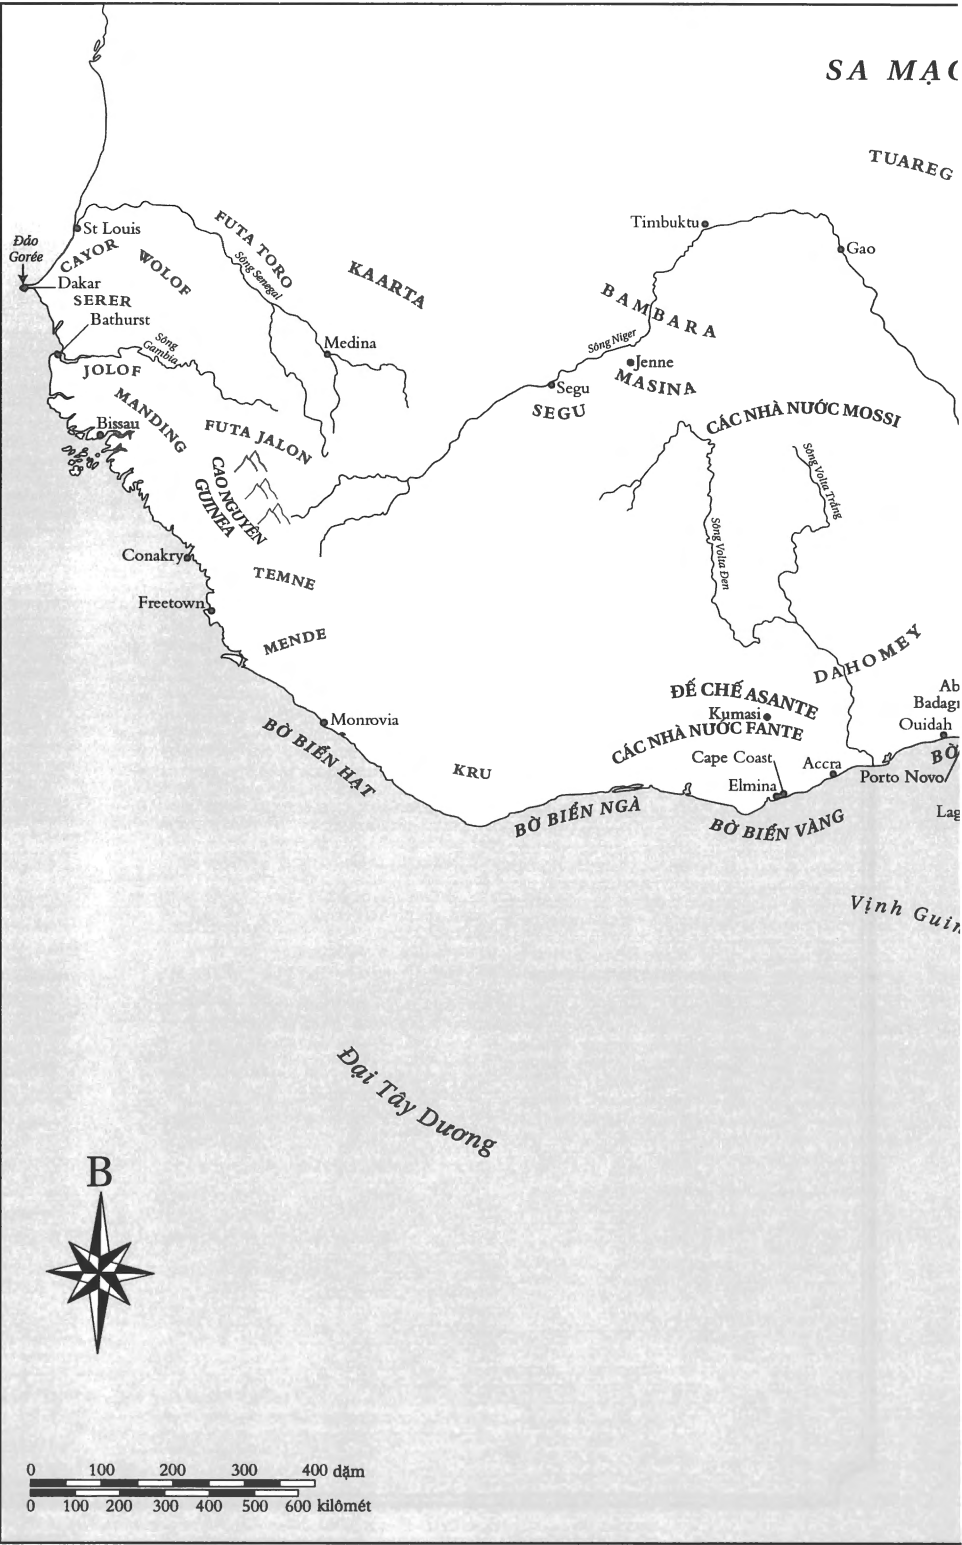 SA MẠC
TUAREG
St Louis
Đảo
Gorée
CAYOR
WOLOF
FUTA TORO
Sông Senegal
KAARTA
Timbuktu
Gao
Dakar
SERER
Bathurst
BAMBARA
Sông
Gambia
Medina
Sông Niger
Jenne
JOLOF
MASINA
Segu
SEGU
MANDING
Bissau
FUTA JALON
CÁC NHÀ NƯỚC MOSSI
CAO NGUYÊN
GUINEA
Sông Volta Trắng
Sông Volta Đen
Conakry
TEMNE
Freetown
MENDE
DAHOMEY
ĐẾ CHẾ ASANTE
Kumasi
CÁC NHÀ NƯỚC FANTE
Ab
Badagr
Ouidah
Monrovia
BỜ BIỂN HẠT
KRU
Cape Coast
Accra
BỜ
Porto Novo
Elmina
BỜ BIỂN NGÀ
BỜ BIỂN VÀNG
Lag
Vịnh Guin
Đại Tây Dương
B
0 100 200 300 400 dặm
0 100 200 300 400 500 600 kilômét